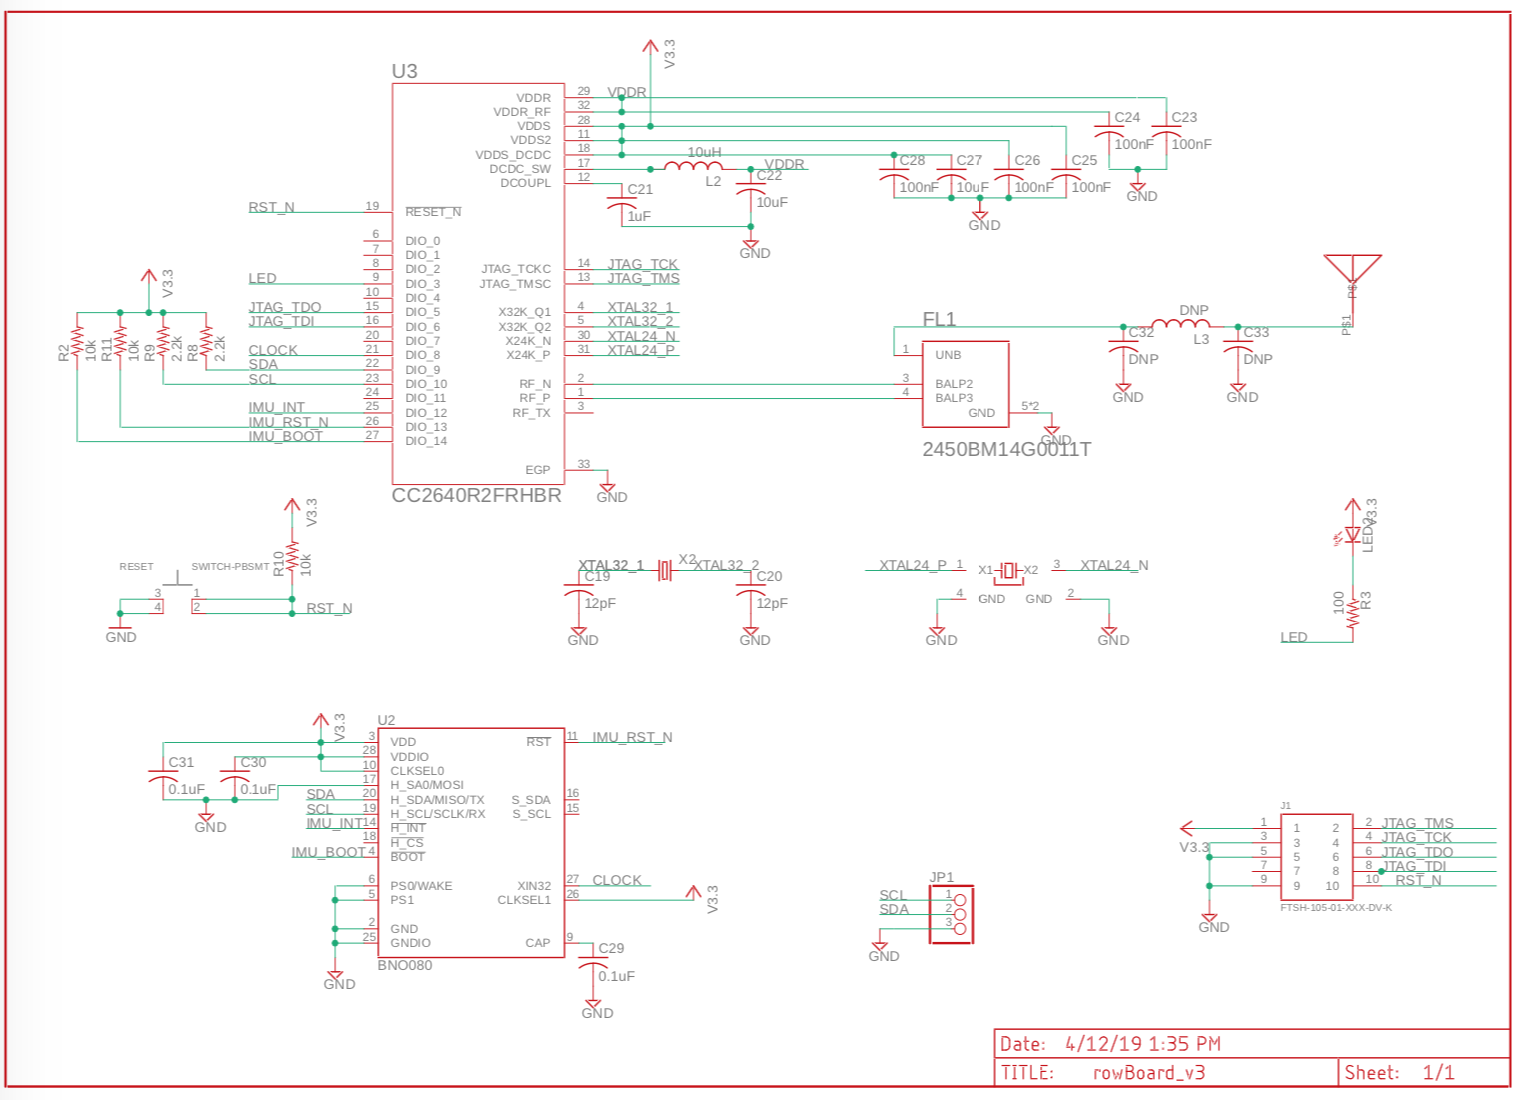 V3.3
U3
VDDR 29 VDDR
VDDR_RF 32
VDDS 28
VDDS2 11
VDDS_DCDC 18
DCDC_SW 17
DCOUPL 12
10uH
L2
VDDR
C22
10uF
C21
1uF
GND
C28
100nF
C27
10uF
C26
100nF
C25
100nF
GND
C24
100nF
C23
100nF
GND
RST_N 19 RESET_N
6 DIO_0
7 DIO_1
8 DIO_2
LED 9 DIO_3
10 DIO_4
JTAG_TDO 15 DIO_5
JTAG_TDI 16 DIO_6
20 DIO_7
CLOCK 21 DIO_8
SDA 22 DIO_9
SCL 23 DIO_10
24 DIO_11
IMU_INT 25 DIO_12
IMU_RST_N 26 DIO_13
IMU_BOOT 27 DIO_14
V3.3
R2
10k
R11
10k
R9
2.2k
R8
2.2k
JTAG_TCKC 14 JTAG_TCK
JTAG_TMSC 13 JTAG_TMS
X32K_Q1 4 XTAL32_1
X32K_Q2 5 XTAL32_2
X24K_N 30 XTAL24_N
X24K_P 31 XTAL24_P
RF_N 2
RF_P 1
RF_TX 3
EGP 33
GND
CC2640R2FRHBR
FL1
1 UNB
3 BALP2
4 BALP3
GND 5*2
GND
2450BM14G0011T
C32
DNP
GND
DNP
L3
C33
DNP
GND
P$1
P$1
V3.3
R10
10k
RESET
SWITCH-PBSMT
3 1
4 2
RST_N
GND
XTAL32_1
X2
XTAL32_2
C19
12pF
GND
C20
12pF
GND
XTAL24_P 1 X1 X2 3 XTAL24_N
4 GND GND 2
GND
GND
V3.3
LED2
100
R3
LED
V3.3
U2
3 VDD
28 VDDIO
10 CLKSEL0
17 H_SA0/MOSI
SDA 20 H_SDA/MISO/TX
SCL 19 H_SCL/SCLK/RX
IMU_INT 14 H_INT
18 H_CS
IMU_BOOT 4 BOOT
6 PS0/WAKE
5 PS1
2 GND
25 GNDIO
C31
0.1uF
C30
0.1uF
GND
RST 11 IMU_RST_N
S_SDA 16
S_SCL 15
XIN32 27 CLOCK
CLKSEL1 26
V3.3
CAP 9
C29
0.1uF
GND
GND
BNO080
JP1
SCL 1
SDA 2
3
GND
J1
V3.3
1 1 2 2 JTAG_TMS
3 3 4 4 JTAG_TCK
5 5 6 6 JTAG_TDO
7 7 8 8 JTAG_TDI
9 9 10 10 RST_N
FTSH-105-01-XXX-DV-K
GND
Date: 4/12/19 1:35 PM
TITLE: rowBoard_v3
Sheet: 1/1